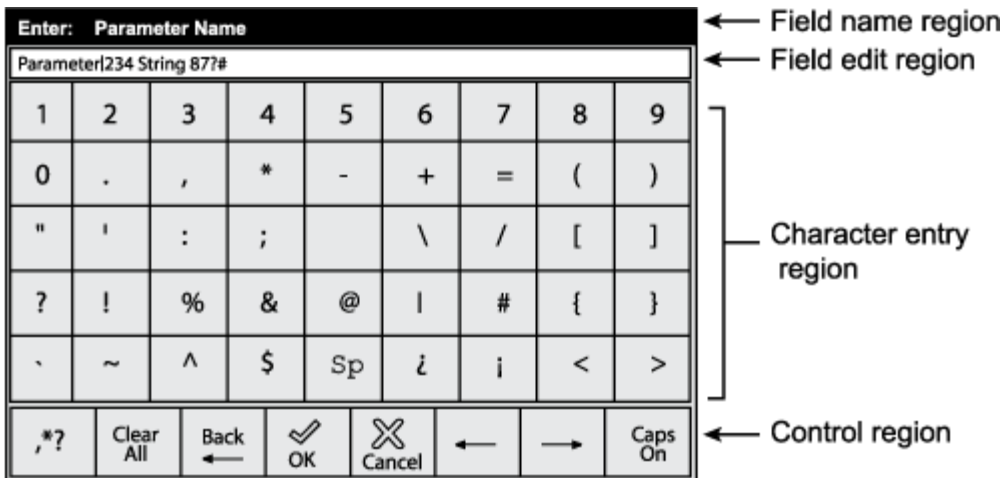 Enter: Parameter Name
Field name region
Parameter|234 String 87?#
Field edit region
1 2 3 4 5 6 7 8 9
0 . , * - + = ( )
" ' : ; \ / [ ]
? ! % & @ | # { }
` ~ ^ $ Sp ¿ ¡ < >
Character entry
region
,*? Clear All Back OK Cancel Caps On
Control region